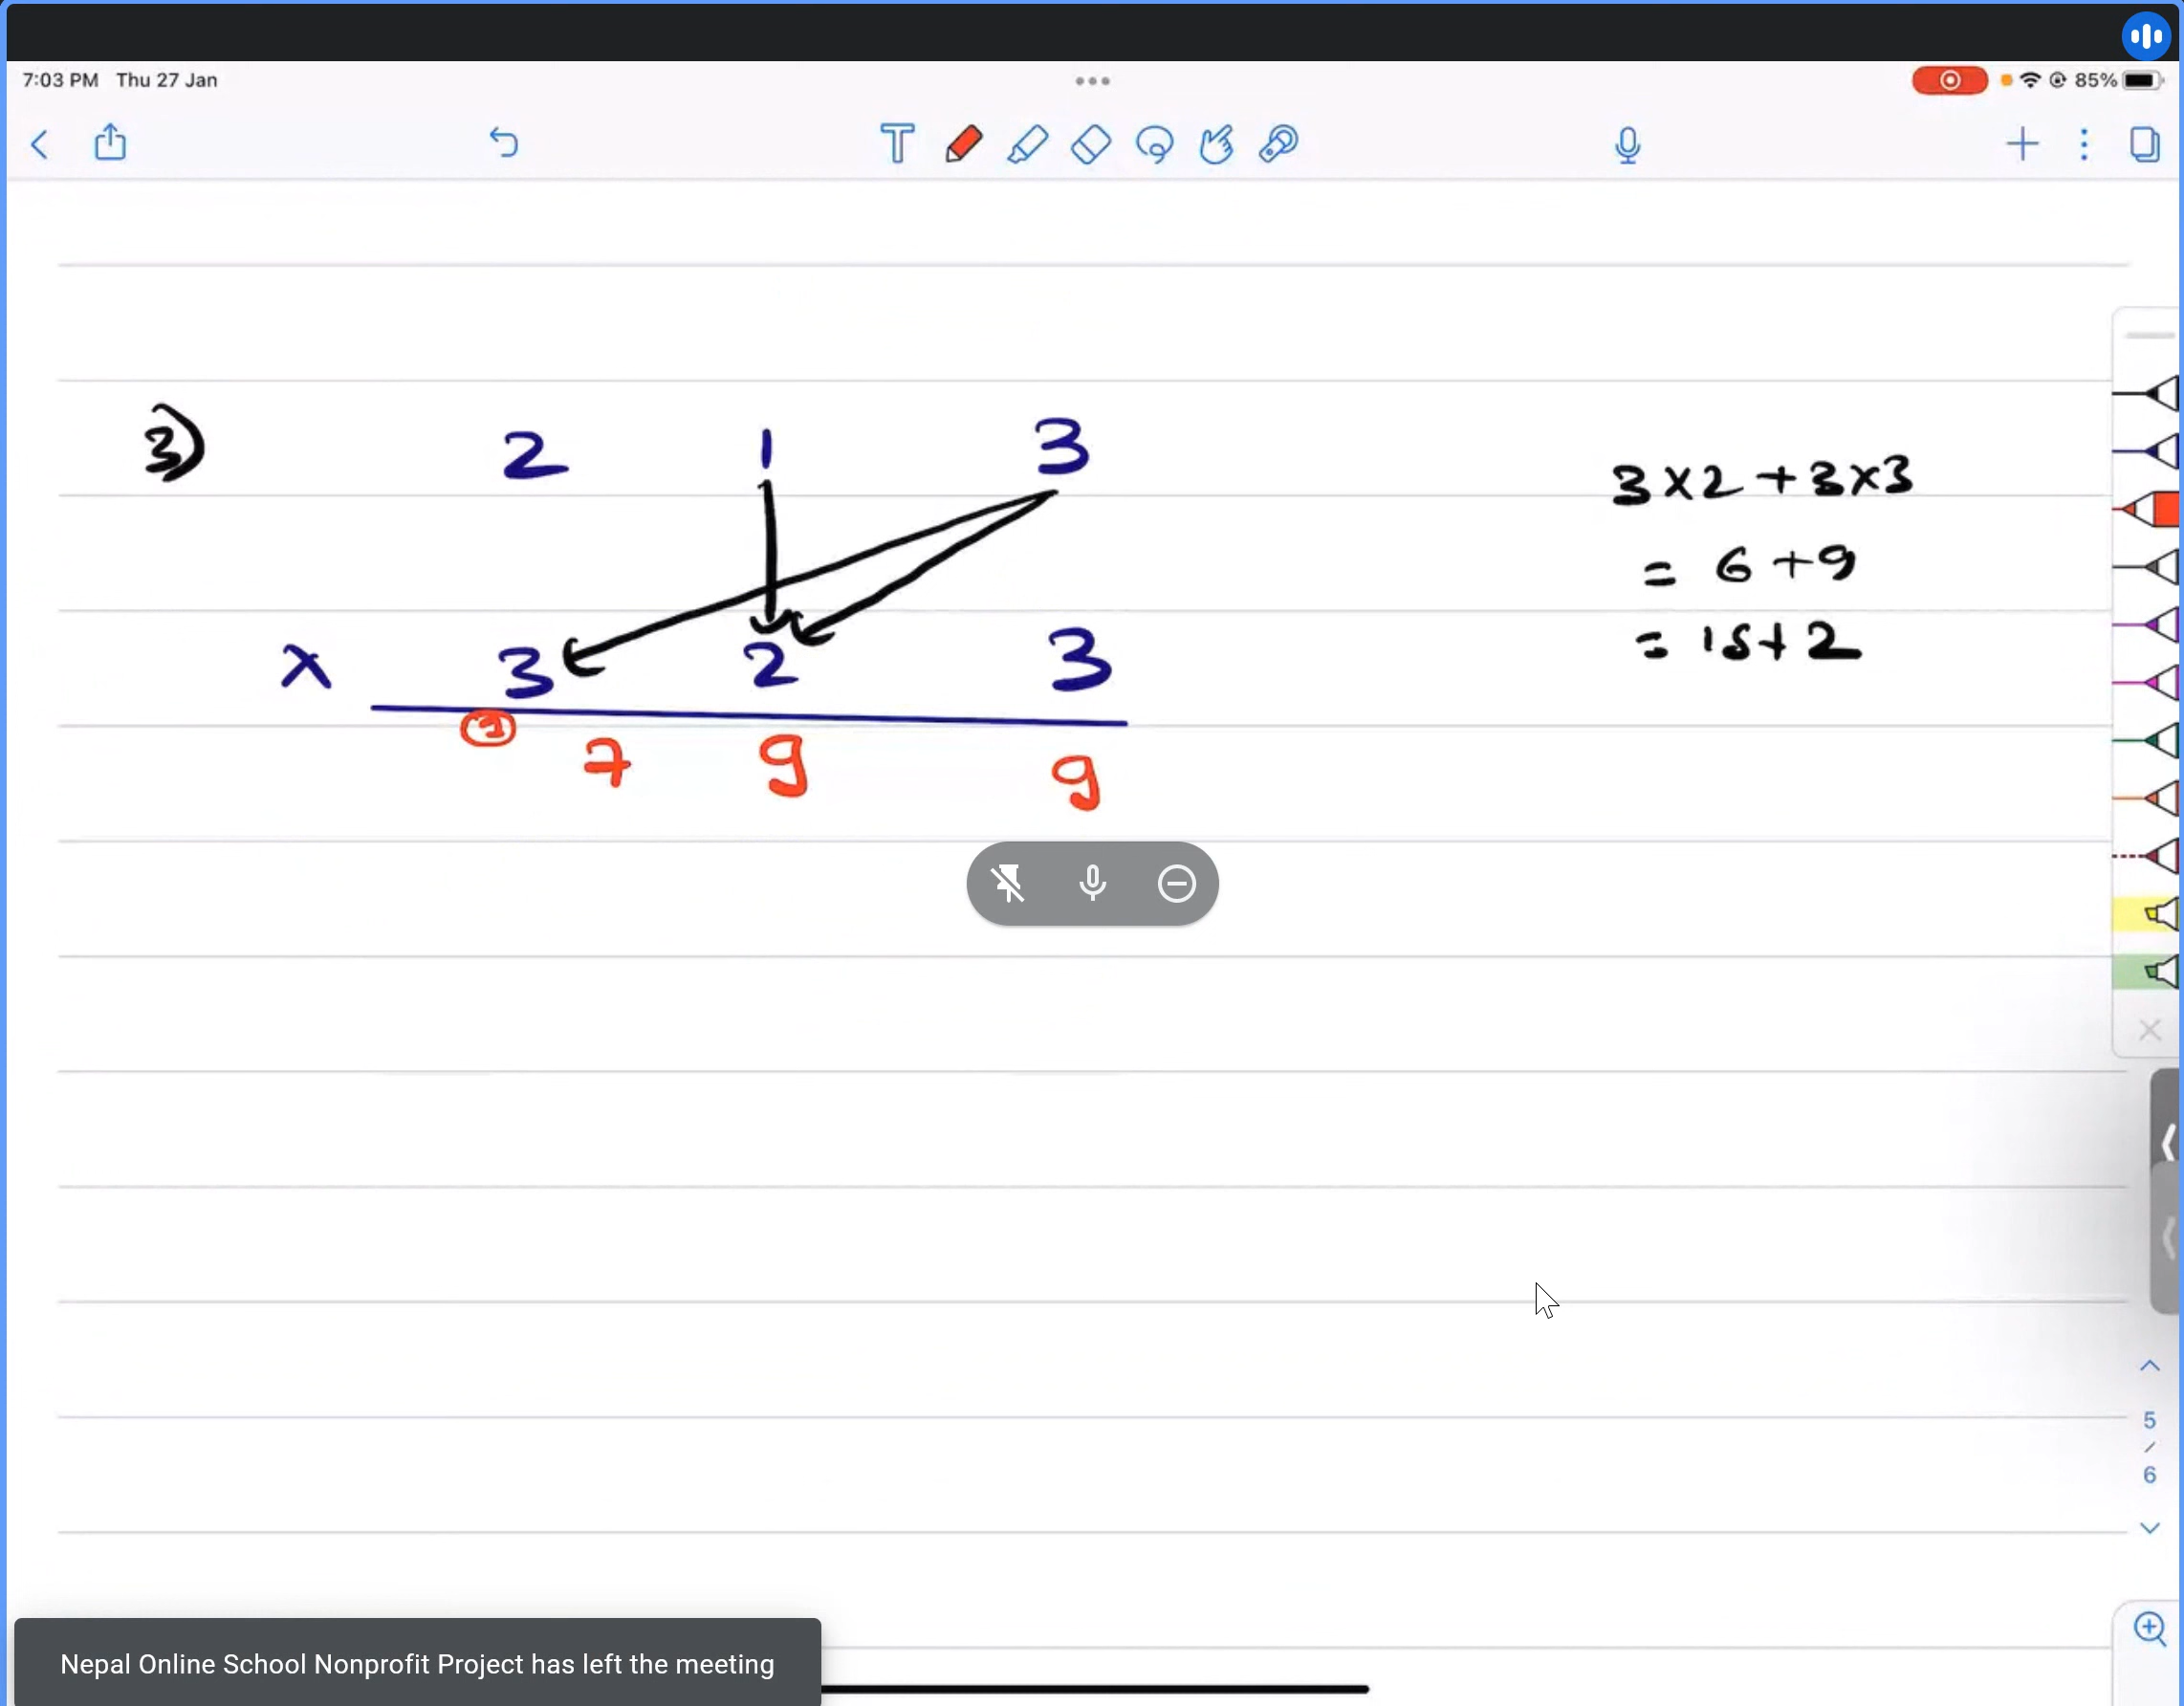 7:03 PM Thu 27 Jan
85%
3) 2 1 3
3 x 2 + 3 x 3
= 6 + 9
= 15 + 2
x 3 2 3
7 9 9
5
/
6
Nepal Online School Nonprofit Project has left the meeting